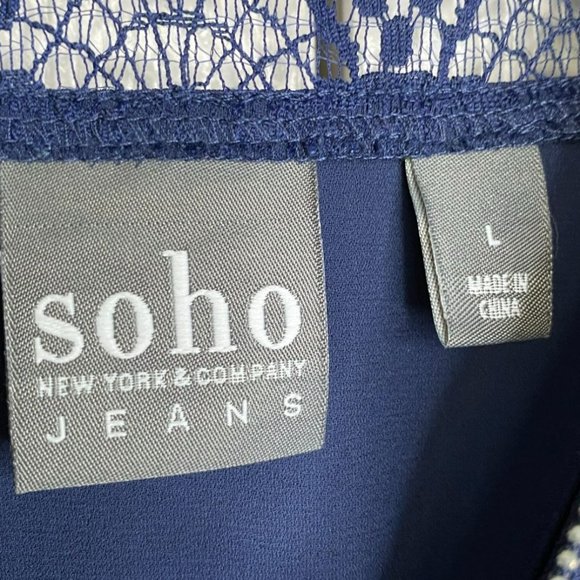 soho
NEW YORK & COMPANY
JEANS
L
MADE IN
CHINA